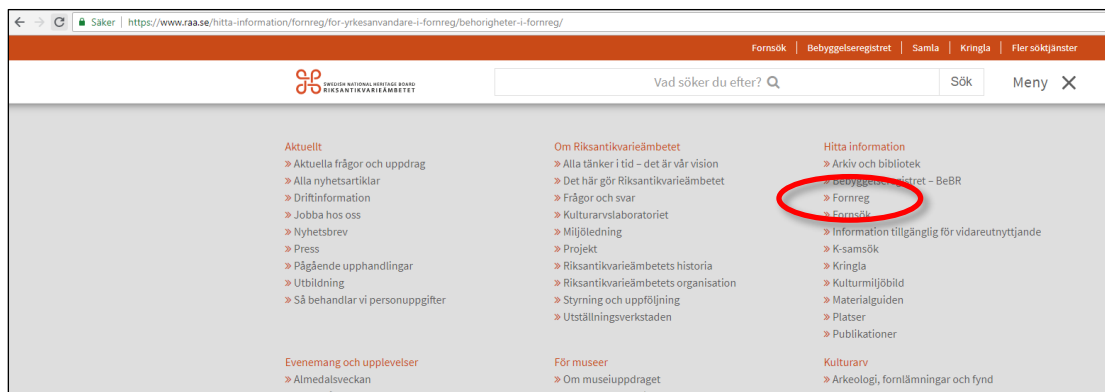 Säker | https://www.raa.se/hitta-information/fornreg/for-yrkesanvandare-i-fornreg/behorigheter-i-fornreg/
Fornsök | Bebyggelseregistret | Samla | Kringla | Fler söktjänster
SWEDISH NATIONAL HERITAGE BOARD
RIKSANTIKVARIEÄMBETET
Vad söker du efter?
Sök
Meny
Aktuellt
» Aktuella frågor och uppdrag
» Alla nyhetsartiklar
» Driftinformation
» Jobba hos oss
» Nyhetsbrev
» Press
» Pågående upphandlingar
» Utbildning
» Så behandlar vi personuppgifter
Om Riksantikvarieämbetet
» Alla tänker i tid – det är vår vision
» Det här gör Riksantikvarieämbetet
» Frågor och svar
» Kulturarvslaboratoriet
» Miljöledning
» Projekt
» Riksantikvarieämbetets historia
» Riksantikvarieämbetets organisation
» Styrning och uppföljning
» Utställningsverkstaden
Hitta information
» Arkiv och bibliotek
» Bebyggelseregistret – BeBR
» Fornreg
» Fornsök
» Information tillgänglig för vidareutnyttjande
» K-samsök
» Kringla
» Kulturmiljöbild
» Materialguiden
» Platser
» Publikationer
Evenemang och upplevelser
» Almedalsveckan
För museer
» Om museiuppdraget
Kulturarv
» Arkeologi, fornlämningar och fynd